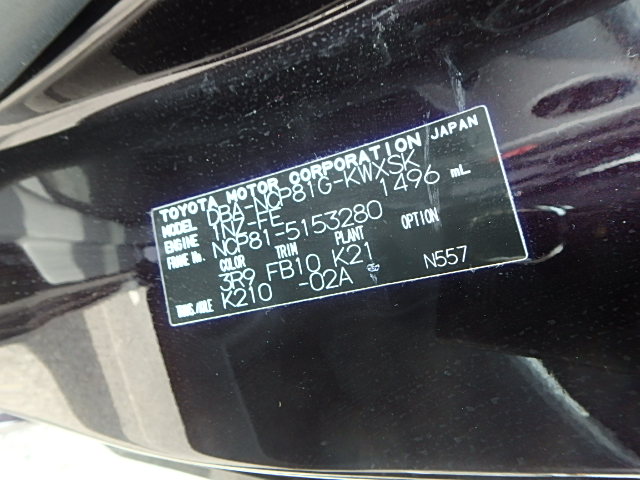 TOYOTA MOTOR CORPORATION JAPAN
MODEL DBA-NCP81G-KWXSK
ENGINE 1NZ-FE 1496 mL
FRAME No. NCP81-5153280
COLOR TRIM PLANT OPTION
3R9 FB10 K21
TRANS./AXLE K210 -02A N557